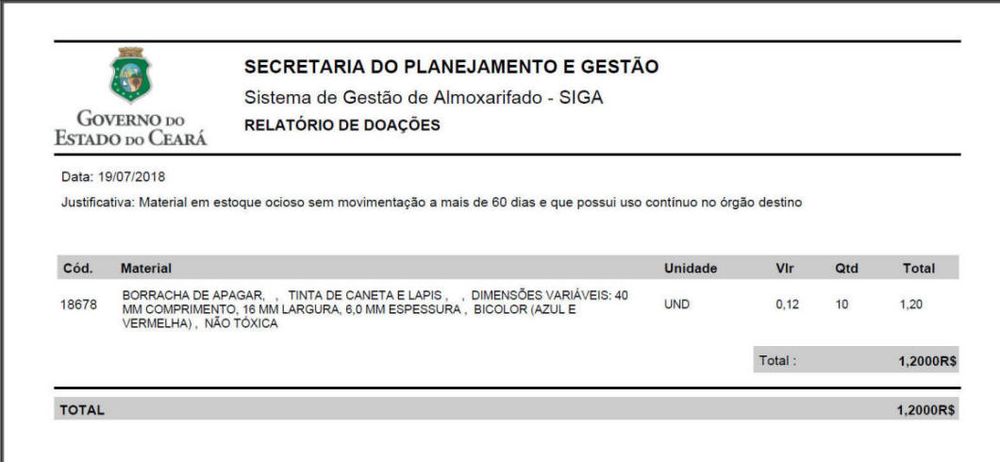 SECRETARIA DO PLANEJAMENTO E GESTÃO
Sistema de Gestão de Almoxarifado - SIGA
RELATÓRIO DE DOAÇÕES
GOVERNO DO
ESTADO DO CEARÁ
Data: 19/07/2018
Justificativa: Material em estoque ocioso sem movimentação a mais de 60 dias e que possui uso contínuo no órgão destino
Cód. Material Unidade Vlr Qtd Total
18678 BORRACHA DE APAGAR, , TINTA DE CANETA E LAPIS , , DIMENSÕES VARIÁVEIS: 40 UND 0,12 10 1,20
MM COMPRIMENTO, 16 MM LARGURA, 6,0 MM ESPESSURA , BICOLOR (AZUL E
VERMELHA) , NÃO TÓXICA
Total : 1,2000R$
TOTAL 1,2000R$